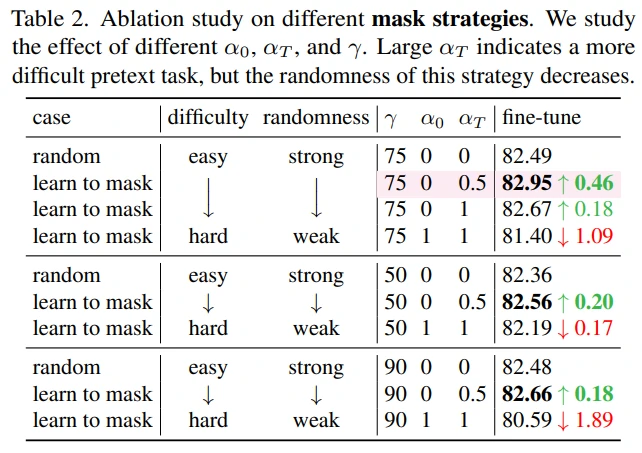 Table 2. Ablation study on different mask strategies. We study
the effect of different α₀, α_T, and γ. Large α_T indicates a more
difficult pretext task, but the randomness of this strategy decreases.
case difficulty randomness γ α₀ α_T fine-tune
random easy strong 75 0 0 82.49
learn to mask 75 0 0.5 82.95 ↑ 0.46
learn to mask ↓ ↓ 75 0 1 82.67 ↑ 0.18
learn to mask hard weak 75 1 1 81.40 ↓ 1.09
random easy strong 50 0 0 82.36
learn to mask ↓ ↓ 50 0 0.5 82.56 ↑ 0.20
learn to mask hard weak 50 1 1 82.19 ↓ 0.17
random easy strong 90 0 0 82.48
learn to mask ↓ ↓ 90 0 0.5 82.66 ↑ 0.18
learn to mask hard weak 90 1 1 80.59 ↓ 1.89